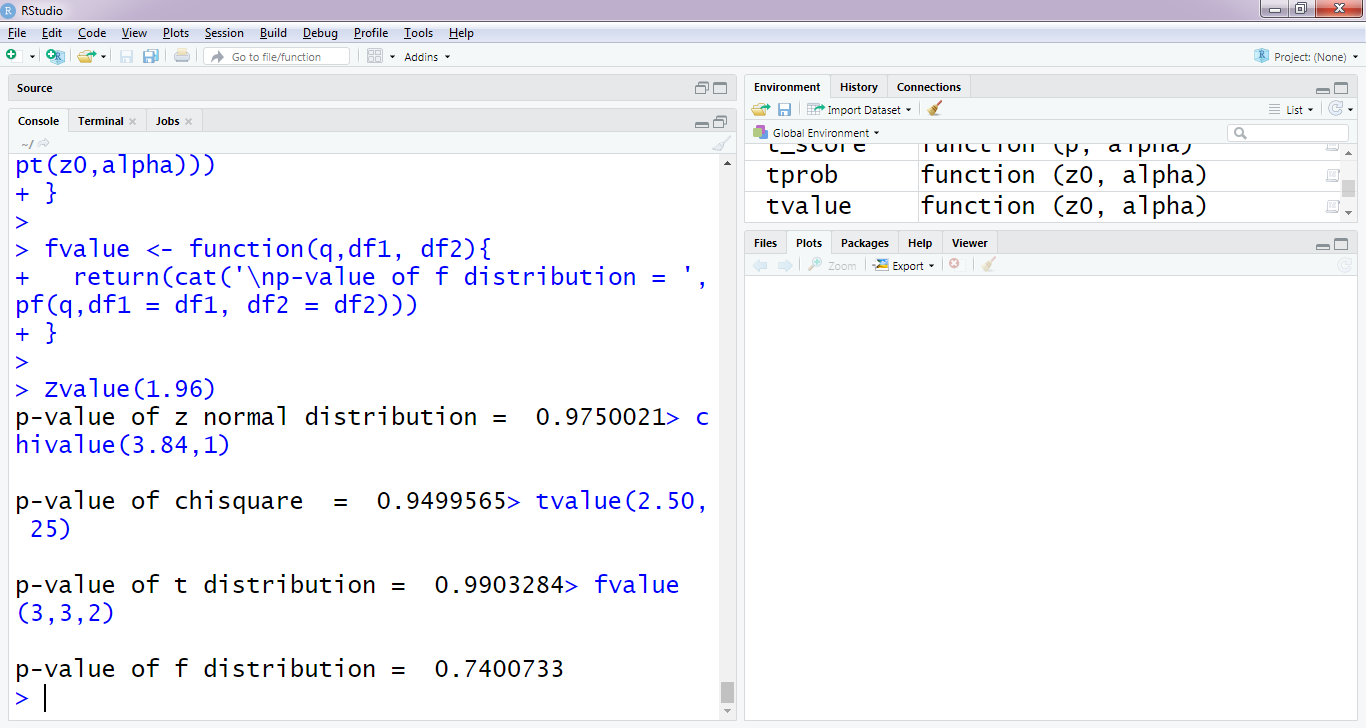 RStudio
File Edit Code View Plots Session Build Debug Profile Tools Help
Go to file/function Addins Project: (None)
Source
Console Terminal Jobs
~/
pt(z0,alpha)))
+ }
>
> fvalue <- function(q,df1, df2){
+   return(cat('\np-value of f distribution = ',
pf(q,df1 = df1, df2 = df2)))
+ }
>
> Zvalue(1.96)
p-value of z normal distribution =  0.9750021> c
hivalue(3.84,1)
p-value of chisquare  =  0.9499565> tvalue(2.50,
 25)
p-value of t distribution =  0.9903284> fvalue
(3,3,2)
p-value of f distribution =  0.7400733
>
Environment History Connections
Import Dataset List
Global Environment
t_score function (p, alpha)
tprob function (z0, alpha)
tvalue function (z0, alpha)
Files Plots Packages Help Viewer
Zoom Export